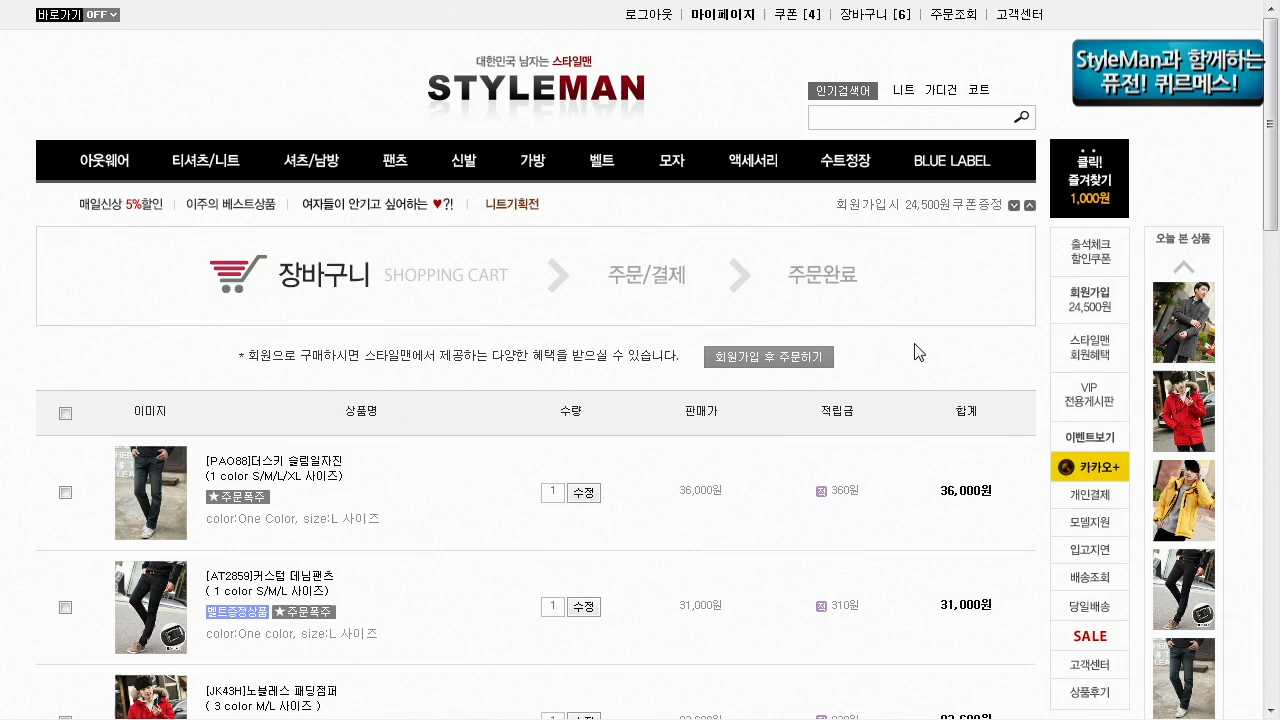 바로가기 OFF
로그아웃 | 마이페이지 | 쿠폰 [4] | 장바구니 [6] | 주문조회 | 고객센터
대한민국 남자는 스타일맨
STYLEMAN
인기검색어 니트 가디건 코트
StyleMan과 함께하는
퓨전! 퀴르메스!
아웃웨어 티셔츠/니트 셔츠/남방 팬츠 신발 가방 벨트 모자 액세서리 수트정장 BLUE LABEL
매일신상 5%할인 | 이주의 베스트상품 | 여자들이 안기고 싶어하는 ♥?! | 니트기획전
회원가입시 24,500원쿠폰증정
클릭!
즐겨찾기
1,000원
장바구니 SHOPPING CART 주문/결제 주문완료
* 회원으로 구매하시면 스타일맨에서 제공하는 다양한 혜택을 받으실 수 있습니다. 회원가입 후 주문하기
이미지 상품명 수량 판매가 적립금 합계
[PA088]더스키 슬림일자진
(1 color S/M/L/XL 사이즈)
★주문폭주
color:One Color, size:L 사이즈
1 수정 36,000원 360원 36,000원
[AT2859]커스텀 데님팬츠
( 1 color S/M/L 사이즈)
벨트증정상품 ★주문폭주
color:One color, size:L 사이즈
1 수정 31,000원 310원 31,000원
[JK43H]노블레스 패딩점퍼
( 3 color M/L 사이즈 )
출석체크
할인쿠폰
회원가입
24,500원
스타일맨
회원혜택
VIP
전용게시판
이벤트보기
카카오+
개인결제
모델지원
입고지연
배송조회
당일배송
SALE
고객센터
상품후기
오늘 본 상품